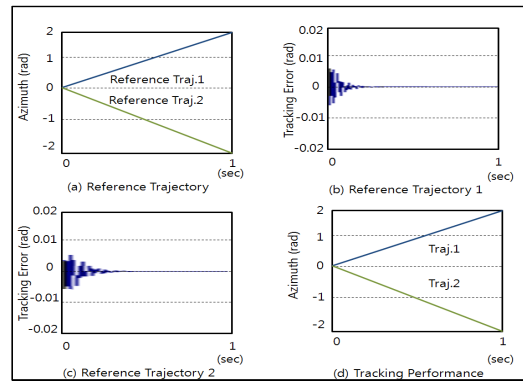 2
1
0
-1
-2
Azimuth (rad)
Reference Traj.1
Reference Traj.2
0
1
(sec)
(a) Reference Trajectory
0.02
0.01
0
-0.01
-0.02
Tracking Error (rad)
0
1
(sec)
(b) Reference Trajectory 1
0.02
0.01
0
-0.01
-0.02
Tracking Error (rad)
0
1
(sec)
(c) Reference Trajectory 2
2
1
0
-1
-2
Azimuth (rad)
Traj.1
Traj.2
0
1
(sec)
(d) Tracking Performance